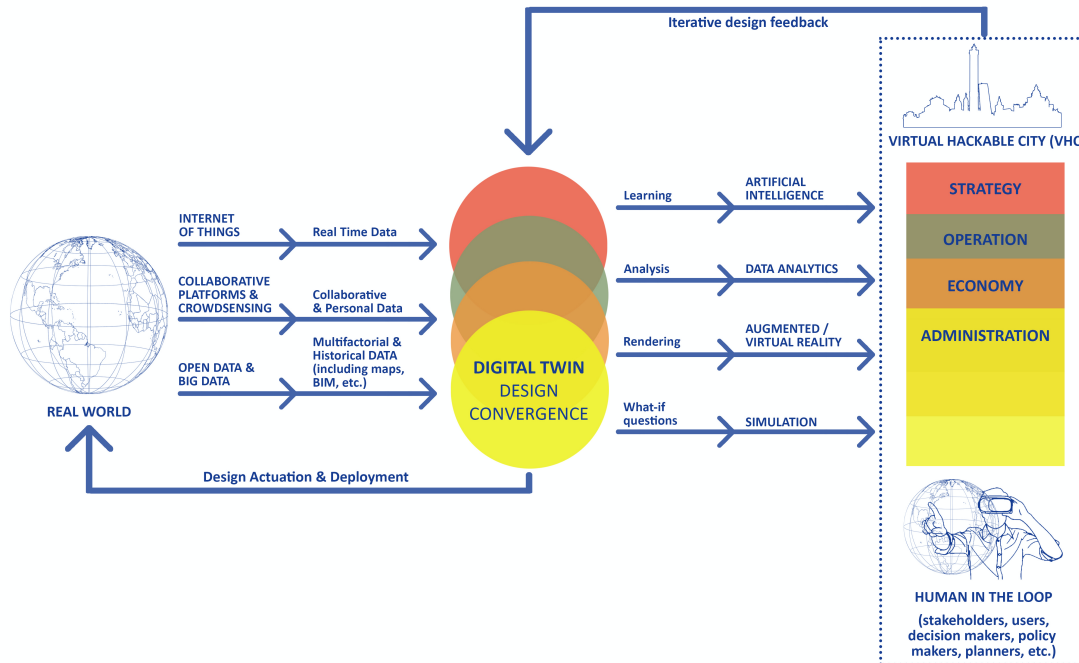 Iterative design feedback
VIRTUAL HACKABLE CITY (VHC
INTERNET
OF THINGS
Real Time Data
COLLABORATIVE
PLATFORMS &
CROWDSENSING
Collaborative
& Personal Data
OPEN DATA &
BIG DATA
Multifactorial &
Historical DATA
(including maps,
BIM, etc.)
REAL WORLD
DIGITAL TWIN
DESIGN
CONVERGENCE
Design Actuation & Deployment
Learning
ARTIFICIAL
INTELLIGENCE
Analysis
DATA ANALYTICS
Rendering
AUGMENTED /
VIRTUAL REALITY
What-if
questions
SIMULATION
STRATEGY
OPERATION
ECONOMY
ADMINISTRATION
HUMAN IN THE LOOP
(stakeholders, users,
decision makers, policy
makers, planners, etc.)